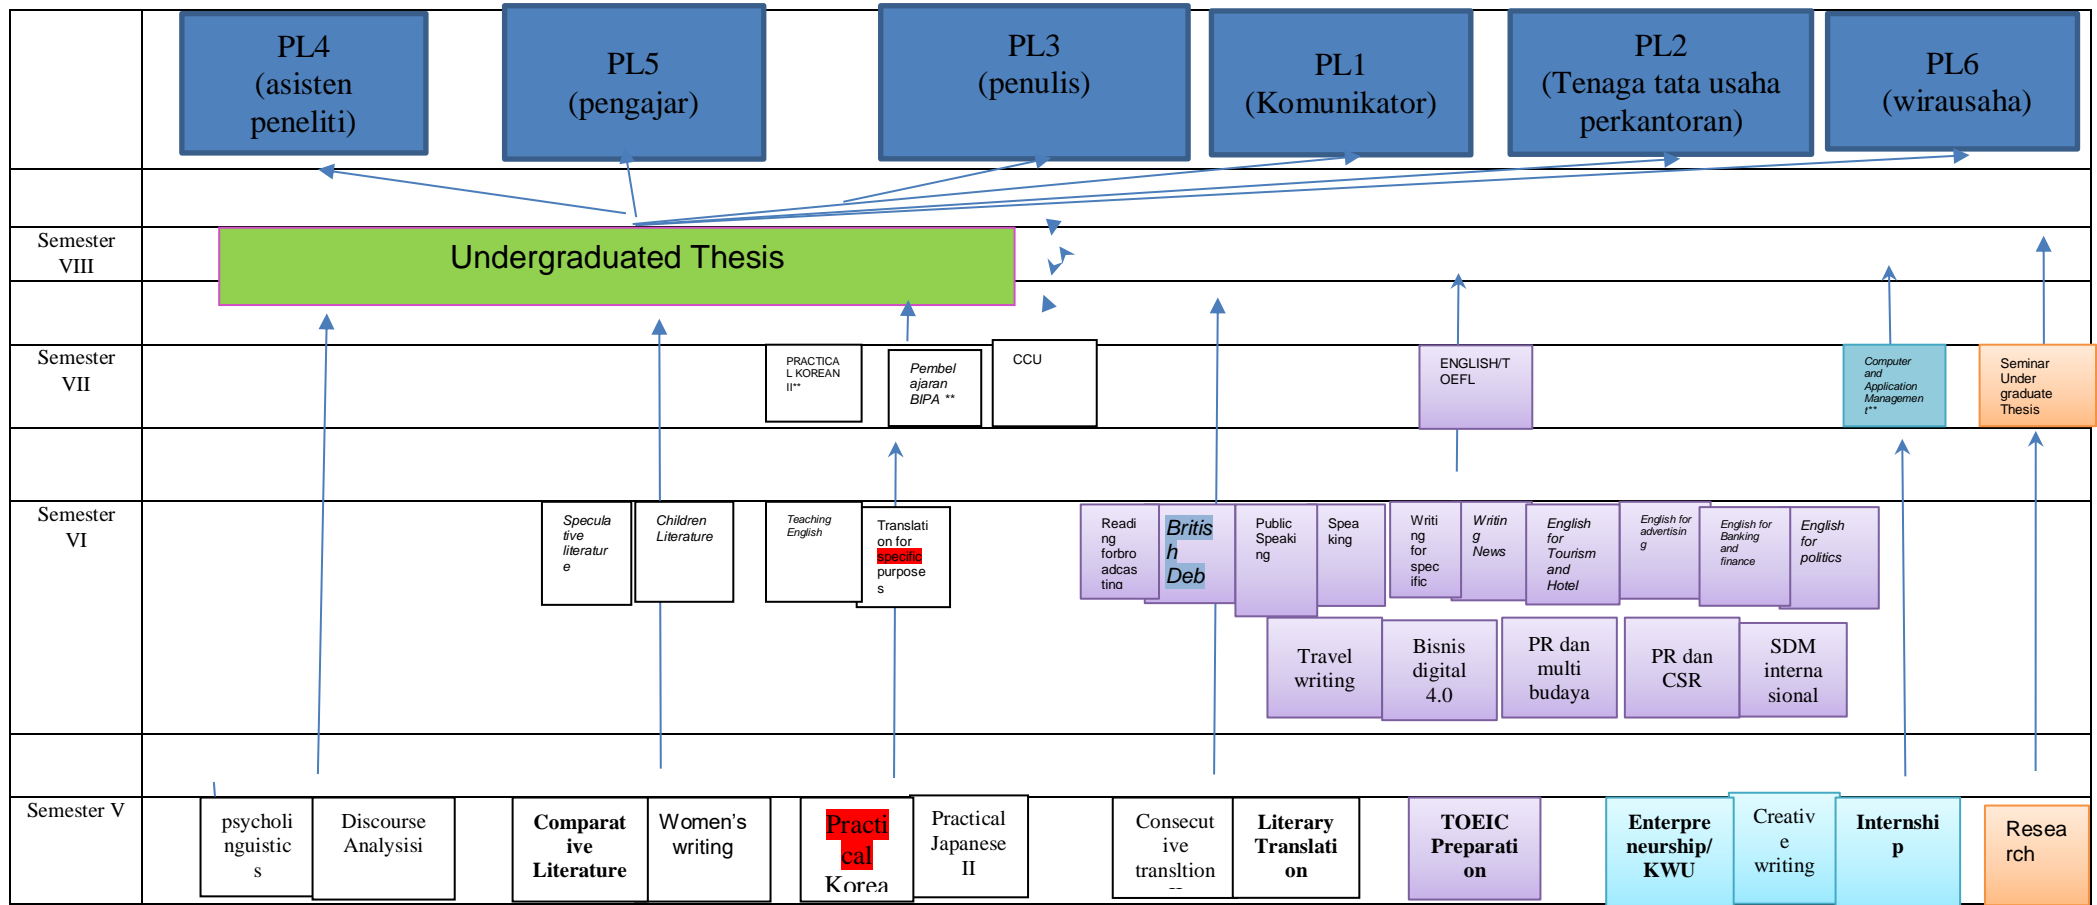 PL4
(asisten
peneliti)
PL5
(pengajar)
PL3
(penulis)
PL1
(Komunikator)
PL2
(Tenaga tata usaha
perkantoran)
PL6
(wirausaha)
Semester
VIII
Undergraduated Thesis
Semester
VII
PRACTICA
L KOREAN
II**
Pembel
ajaran
BIPA **
CCU
ENGLISH/T
OEFL
Computer
and
Application
Managemen
t**
Seminar
Under
graduate
Thesis
Semester
VI
Specula
tive
literatur
e
Children
Literature
Teaching
English
Translati
on for
specific
purpose
s
Readi
ng
forbro
adcas
ting
Britis
h
Deb
Public
Speaki
ng
Spea
king
Writi
ng
for
spec
ific
Writin
g
News
English
for
Tourism
and
Hotel
English for
advertisin
g
English for
Banking
and
finance
English
for
politics
Travel
writing
Bisnis
digital
4.0
PR dan
multi
budaya
PR dan
CSR
SDM
interna
sional
Semester V
psycholi
nguistic
s
Discourse
Analysisi
Comparat
ive
Literature
Women's
writing
Practi
cal
Korea
Practical
Japanese
II
Consecut
ive
transltion
Literary
Translati
on
TOEIC
Preparati
on
Enterpre
neurship/
KWU
Creativ
e
writing
Internshi
p
Resea
rch